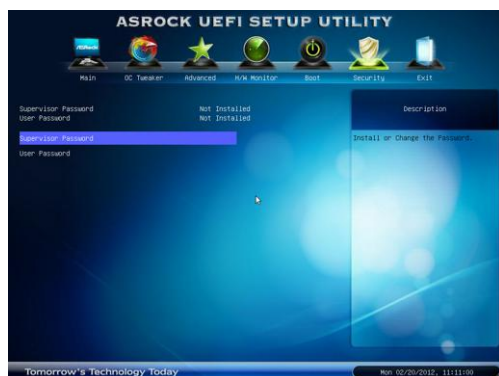 ASROCK UEFI SETUP UTILITY
ASRock
Main OC Tweaker Advanced H/W Monitor Boot Security Exit
Supervisor Password Not Installed
User Password Not Installed
Supervisor Password
User Password
Description
Install or Change the Password.
Tomorrow's Technology Today
Mon 02/20/2012, 11:11:00